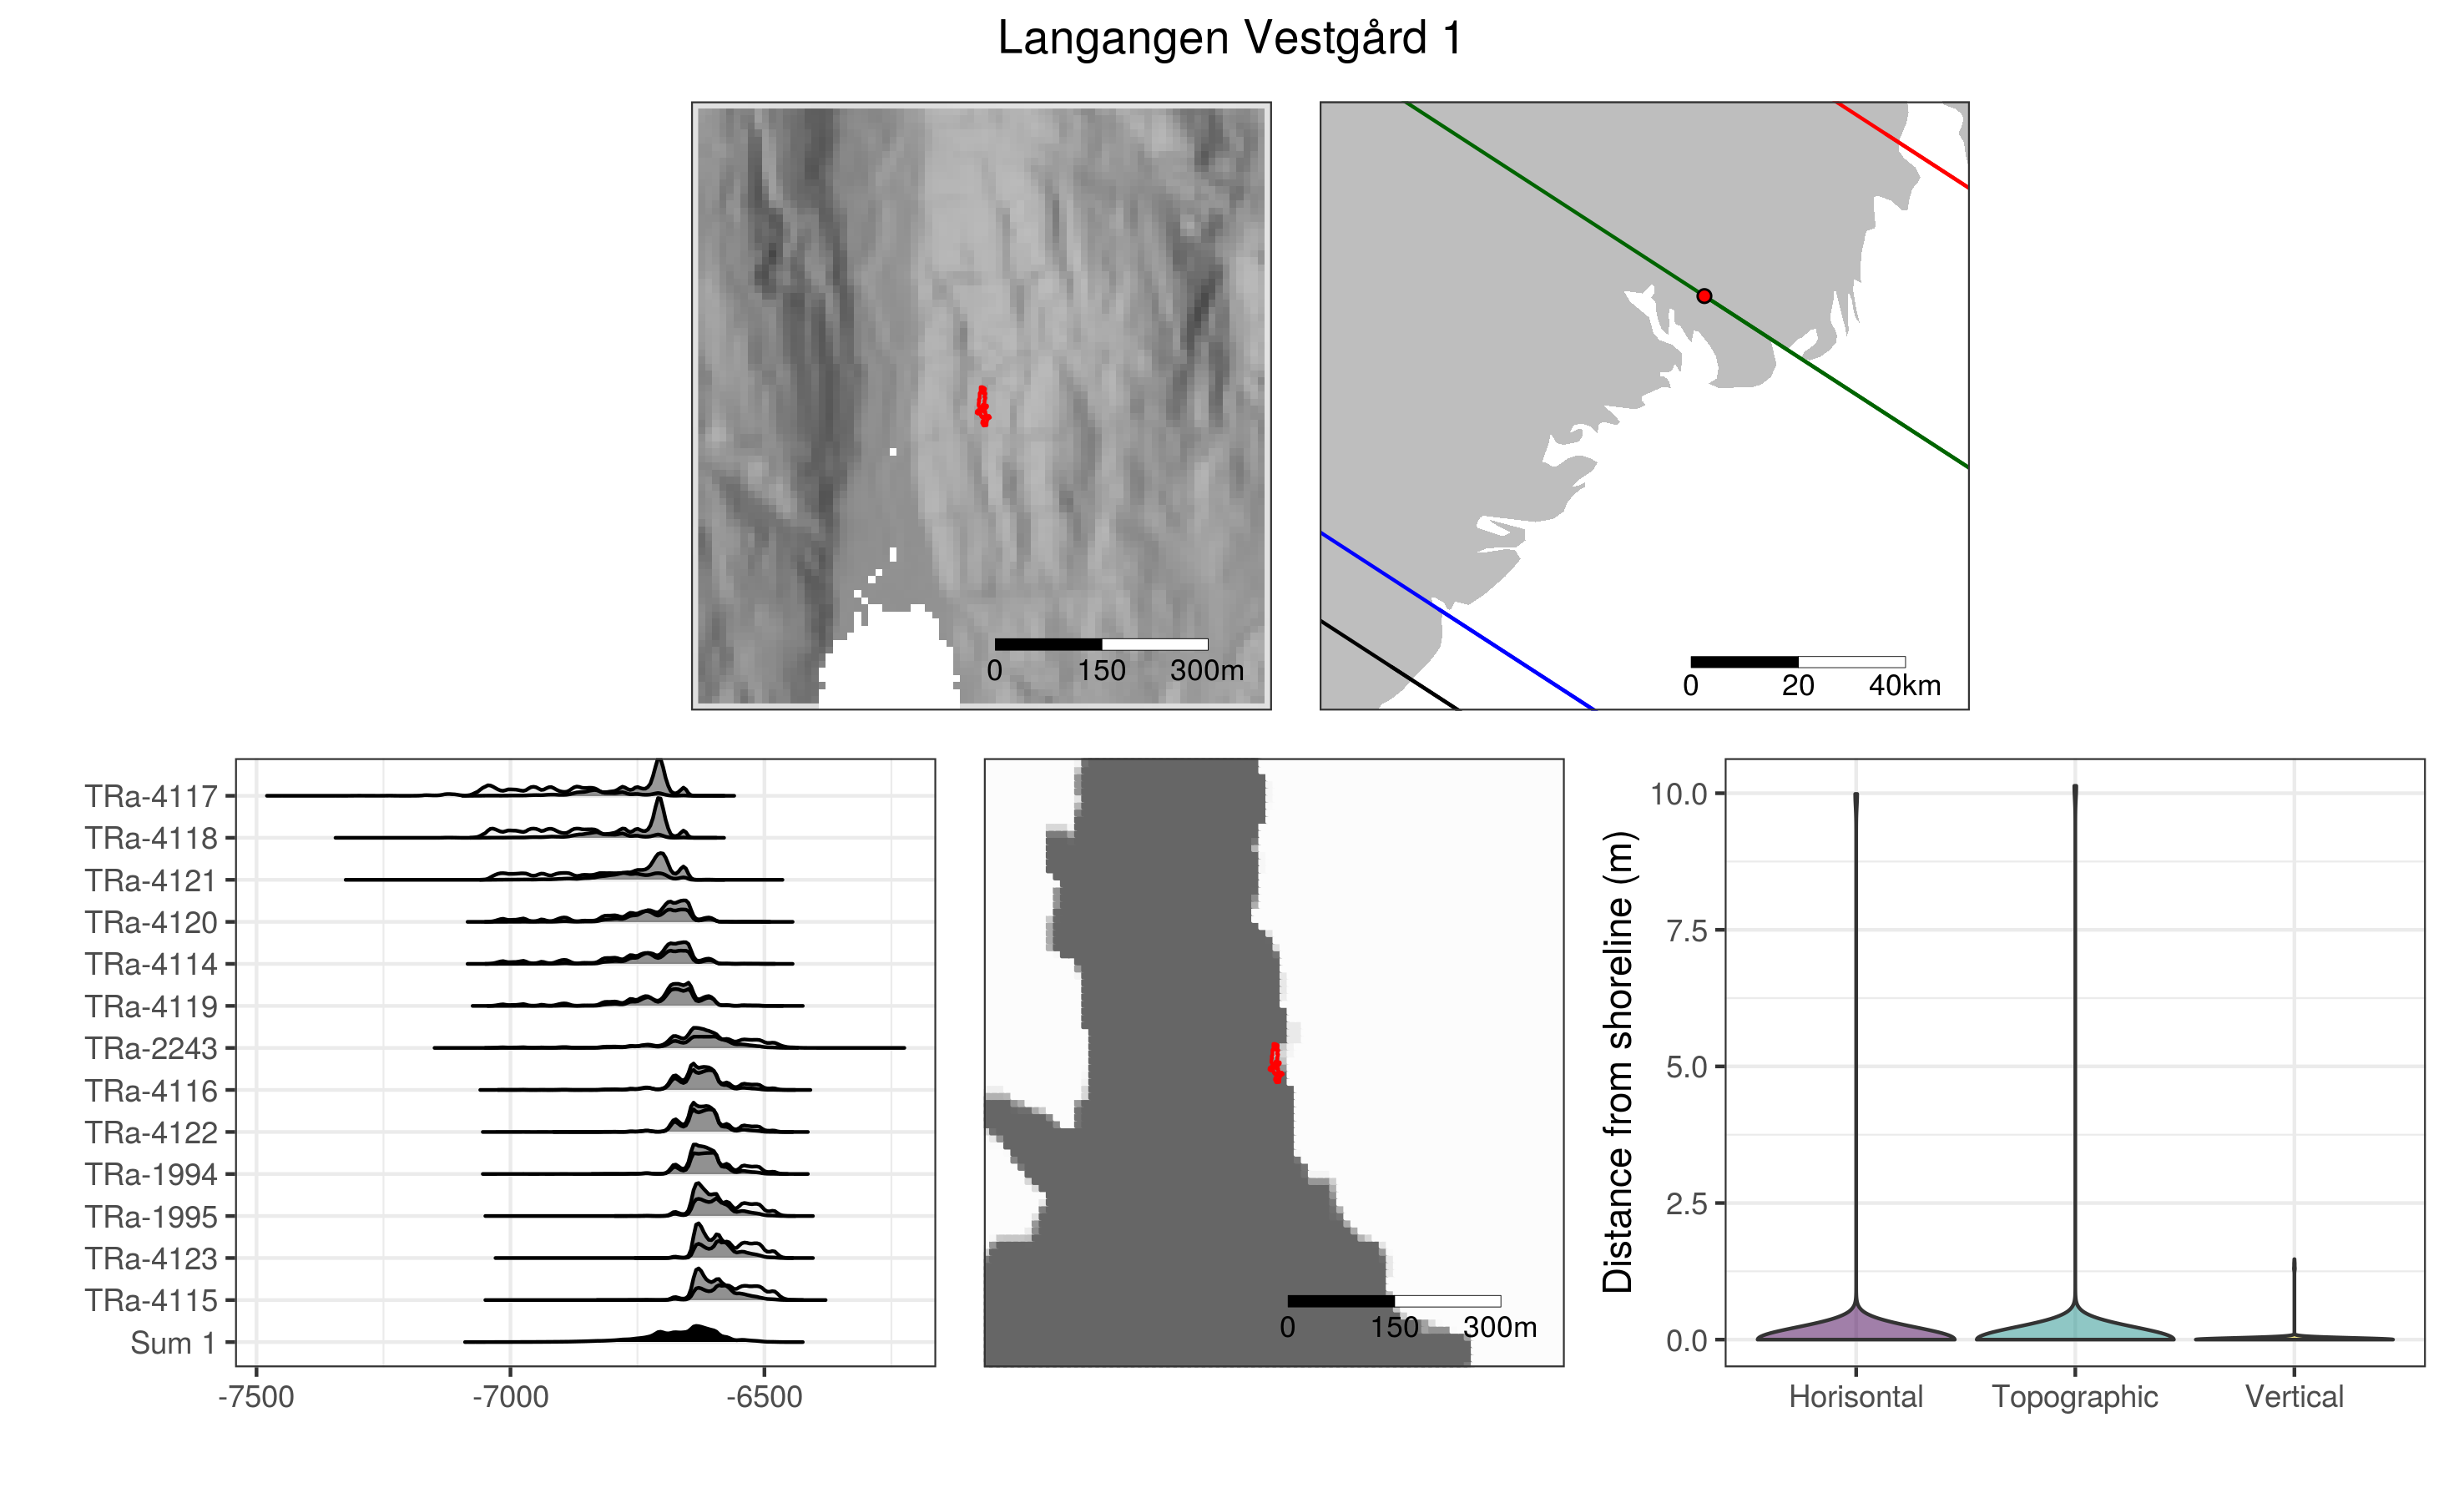 Langangen Vestgård 1
0 150 300m
0 20 40km
TRa-4117
TRa-4118
TRa-4121
TRa-4120
TRa-4114
TRa-4119
TRa-2243
TRa-4116
TRa-4122
TRa-1994
TRa-1995
TRa-4123
TRa-4115
Sum 1
-7500 -7000 -6500
0 150 300m
Distance from shoreline (m)
10.0
7.5
5.0
2.5
0.0
Horisontal Topographic Vertical